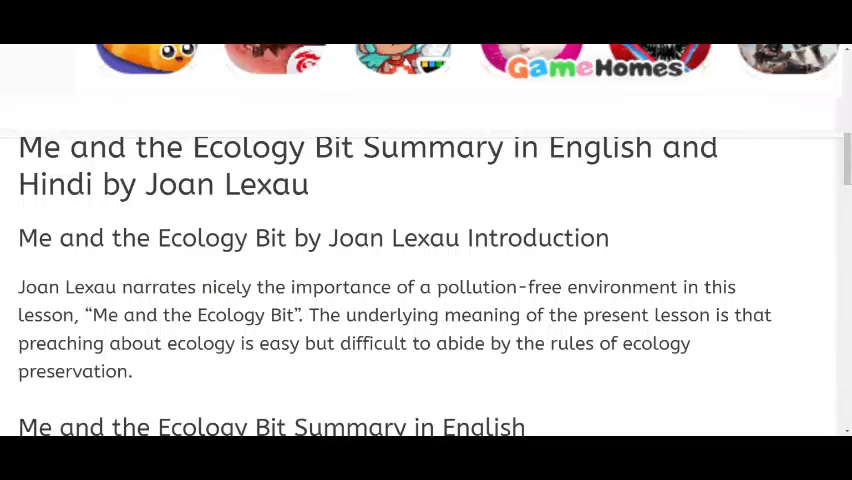 GameHomes
Me and the Ecology Bit Summary in English and
Hindi by Joan Lexau
Me and the Ecology Bit by Joan Lexau Introduction
Joan Lexau narrates nicely the importance of a pollution-free environment in this
lesson, “Me and the Ecology Bit”. The underlying meaning of the present lesson is that
preaching about ecology is easy but difficult to abide by the rules of ecology
preservation.
Me and the Ecology Bit Summary in English